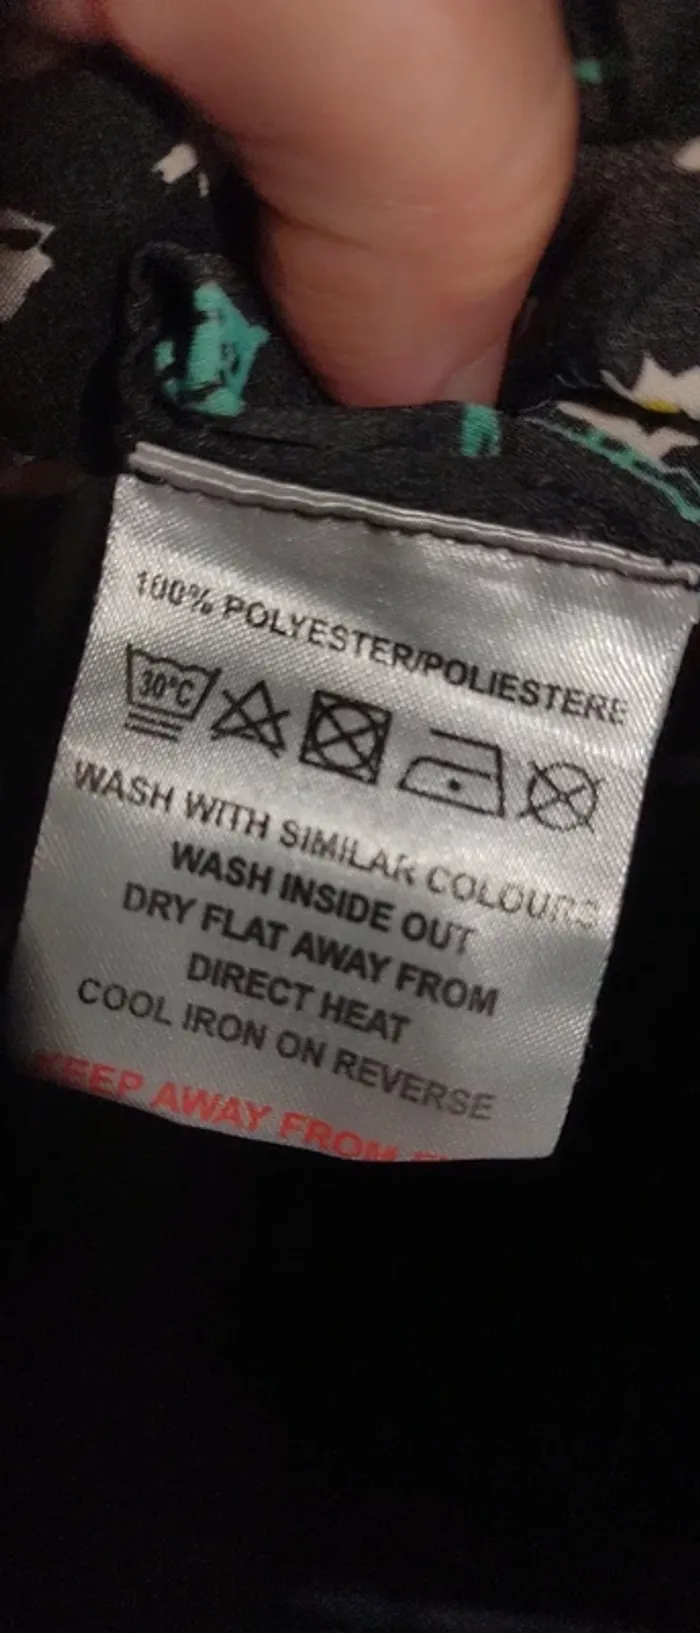 100% POLYESTER/POLIESTERE
30°C
WASH WITH SIMILAR COLOURS
WASH INSIDE OUT
DRY FLAT AWAY FROM
DIRECT HEAT
COOL IRON ON REVERSE
KEEP AWAY FROM